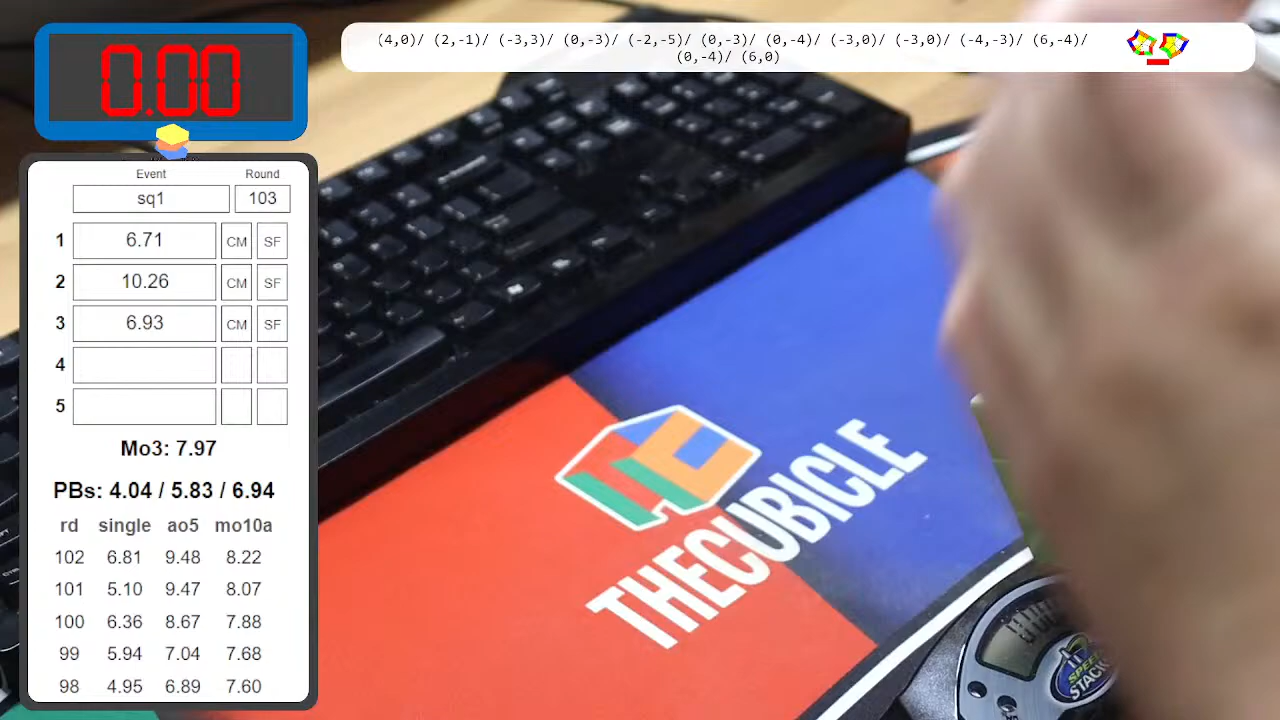 0.00
(4,0)/ (2,-1)/ (-3,3)/ (0,-3)/ (-2,-5)/ (0,-3)/ (0,-4)/ (-3,0)/ (-3,0)/ (-4,-3)/ (6,-4)/
(0,-4)/ (6,0)
Event Round
sq1 103
1 6.71 CM SF
2 10.26 CM SF
3 6.93 CM SF
4
5
Mo3: 7.97
PBs: 4.04 / 5.83 / 6.94
rd single ao5 mo10a
102 6.81 9.48 8.22
101 5.10 9.47 8.07
100 6.36 8.67 7.88
99 5.94 7.04 7.68
98 4.95 6.89 7.60
THECUBICLE
SPEED
STACKS